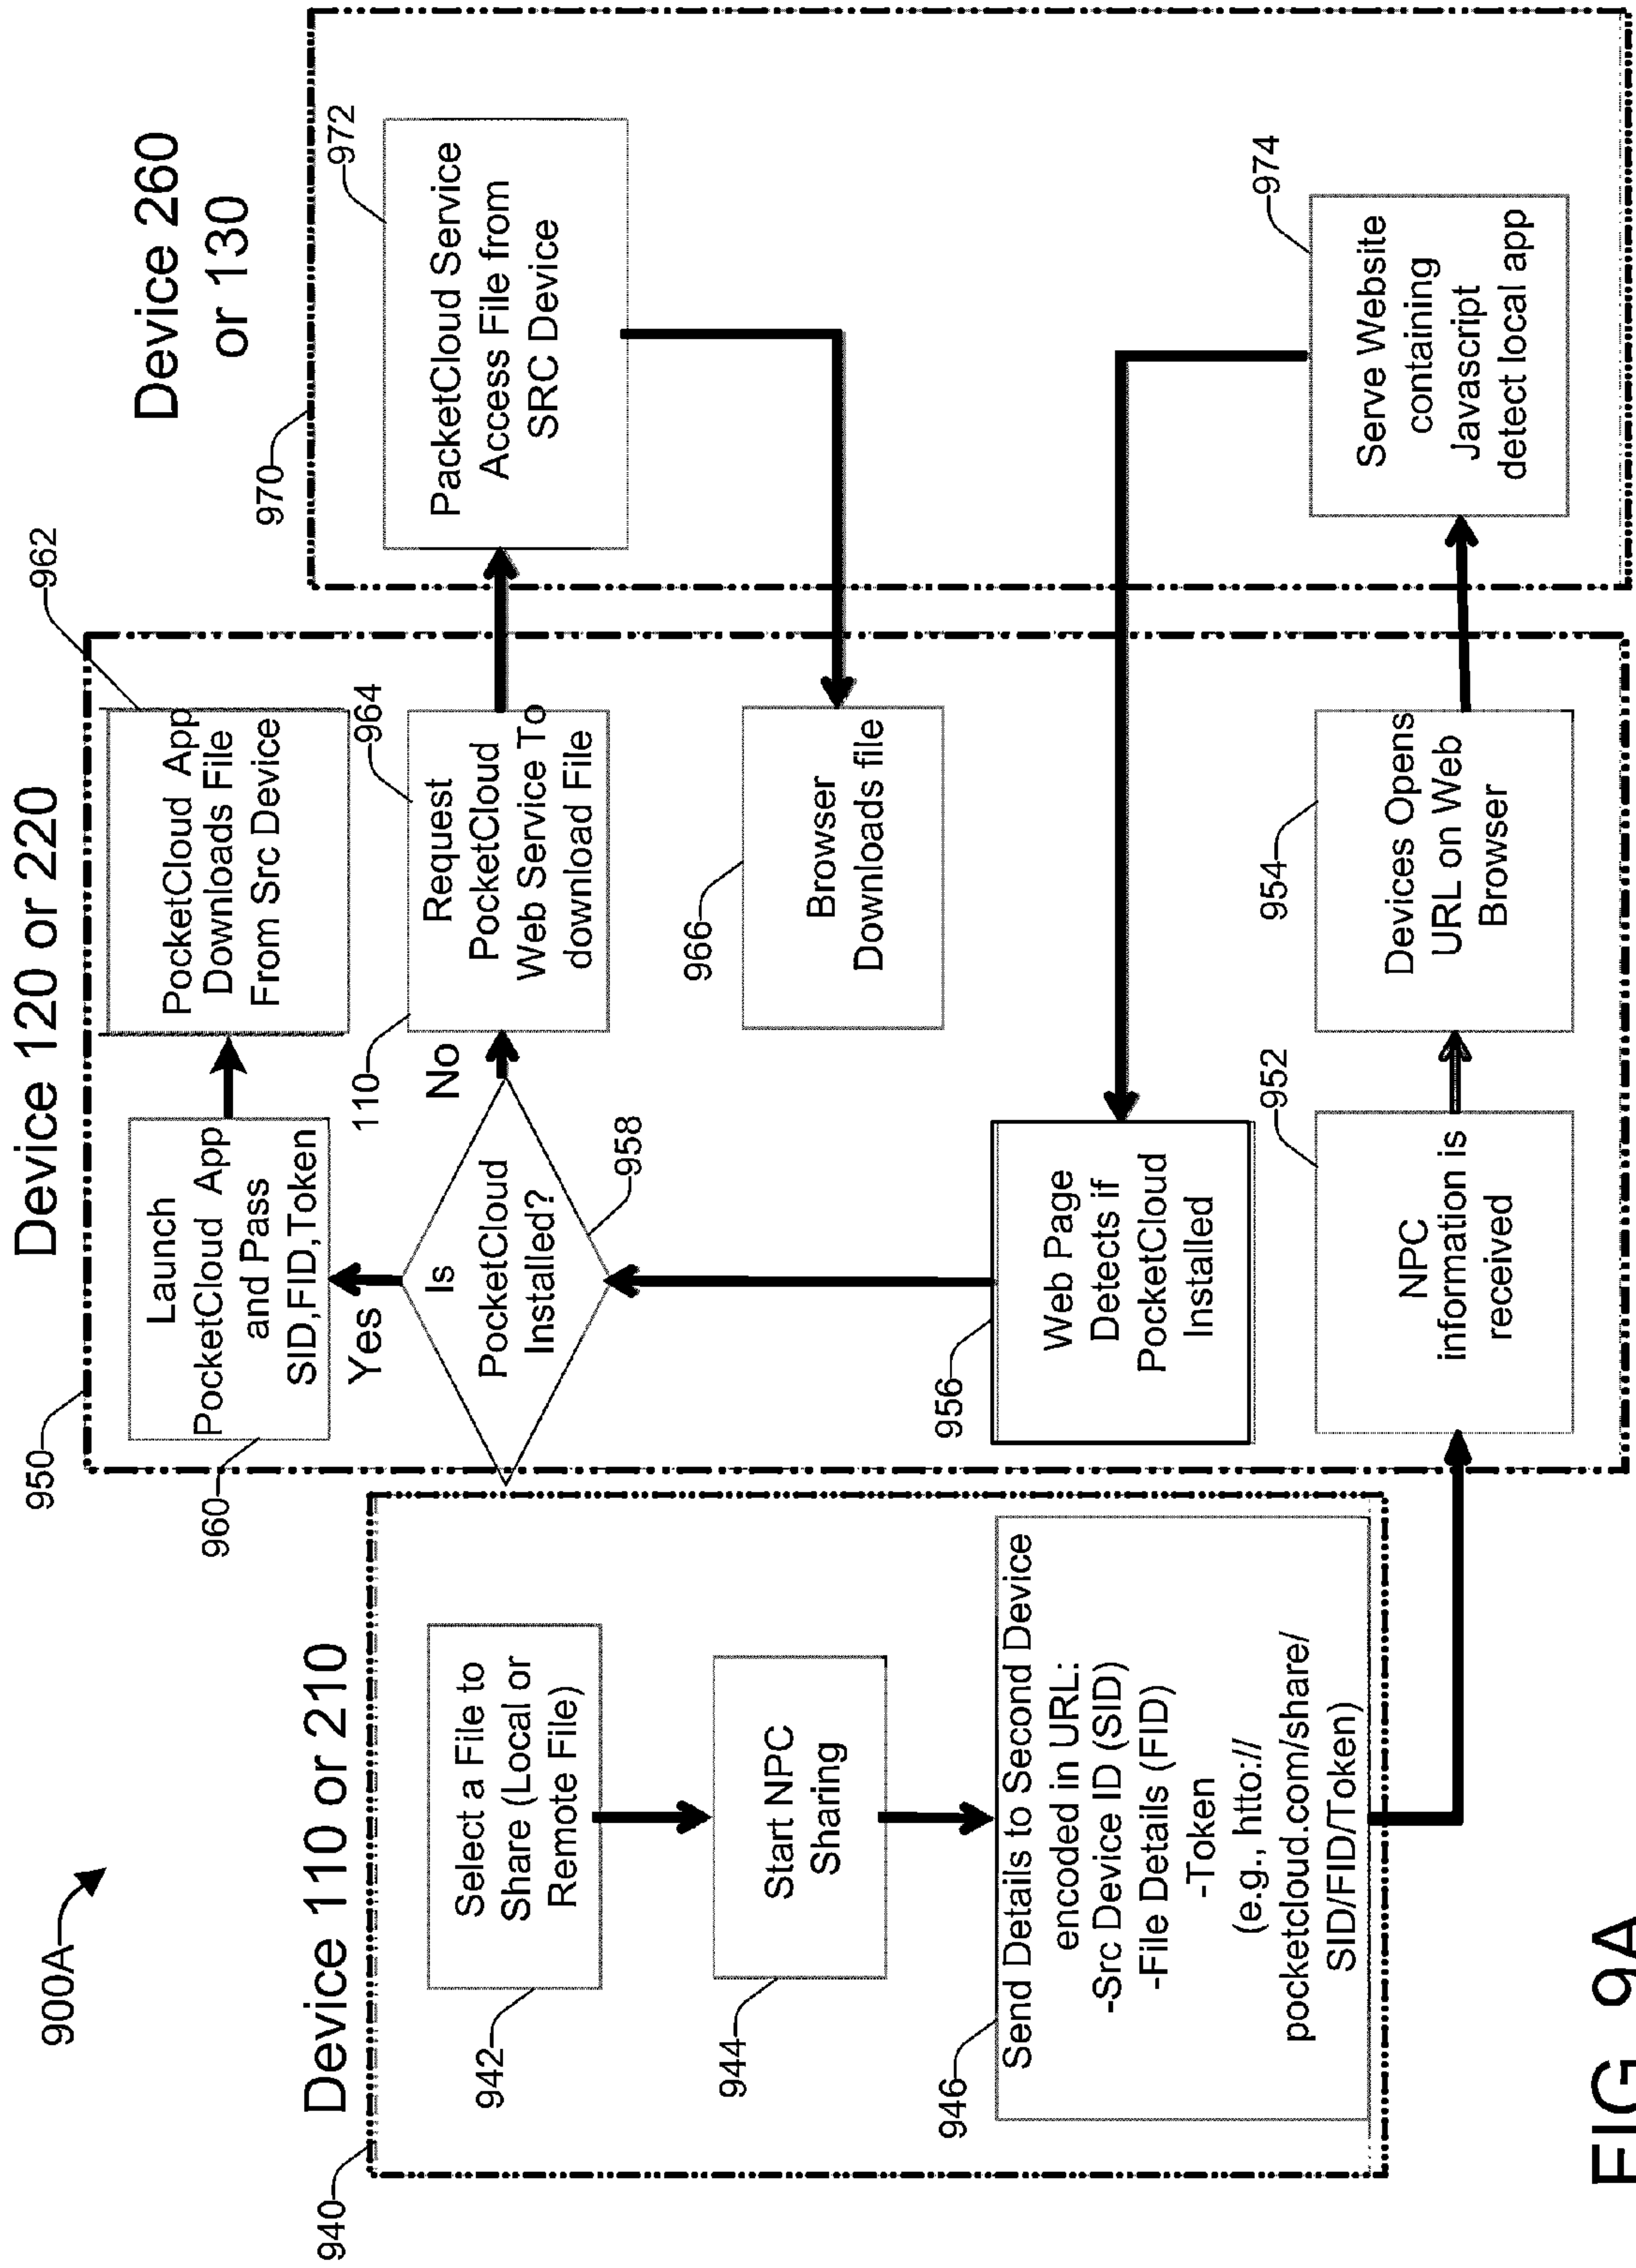 900A
Device 110 or 210
940
942
Select a File to
Share (Local or
Remote File)
944
Start NPC
Sharing
946
Send Details to Second Device
encoded in URL:
-Src Device ID (SID)
-File Details (FID)
-Token
(e.g., htto://
pocketcloud.com/share/
SID/FID/Token)
Device 120 or 220
950
960
Launch
PocketCloud App
and Pass
SID,FID,Token
962
PocketCloud App
Downloads File
From Src Device
Yes
Is
PocketCloud
Installed?
958
No
110
964
Request
PocketCloud
Web Service To
download File
966
Browser
Downloads file
956
Web Page
Detects if
PocketCloud
Installed
952
NPC
information is
received
954
Devices Opens
URL on Web
Browser
Device 260
or 130
970
972
PacketCloud Service
Access File from
SRC Device
974
Serve Website
containing
Javascript
detect local app
FIG. 9A